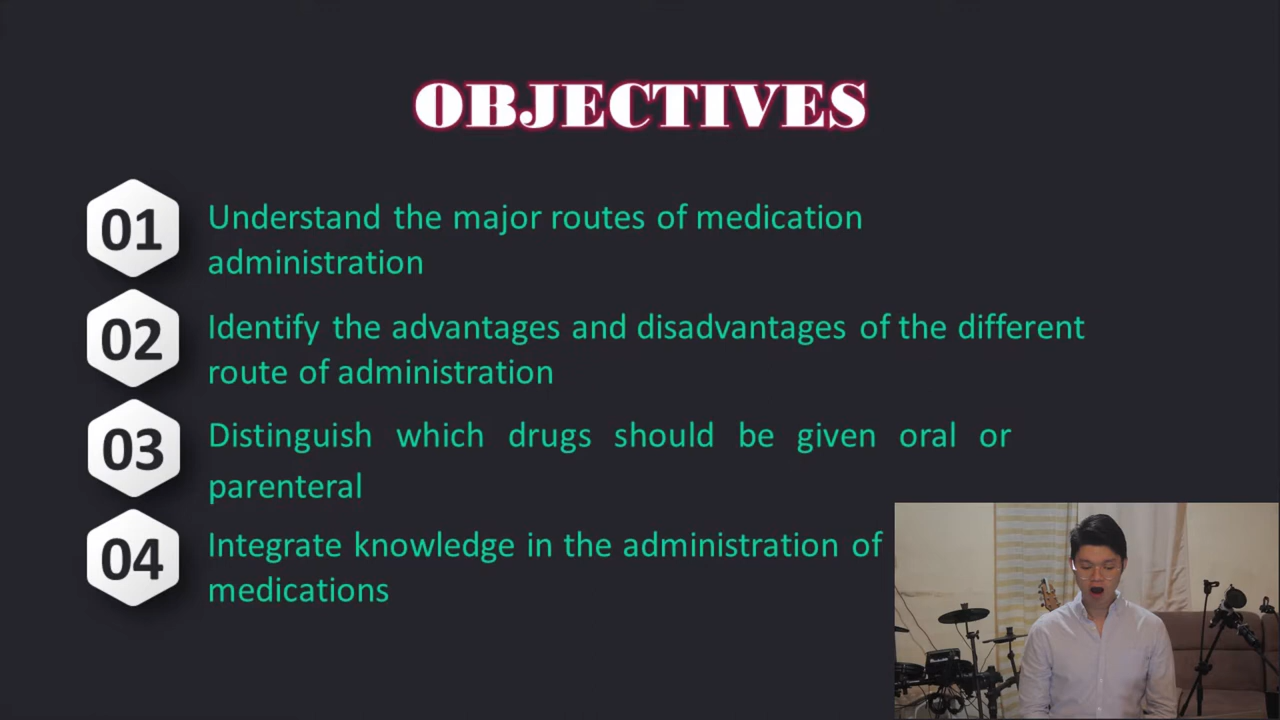 OBJECTIVES
01
Understand the major routes of medication
administration
02
Identify the advantages and disadvantages of the different
route of administration
03
Distinguish which drugs should be given oral or
parenteral
04
Integrate knowledge in the administration of
medications